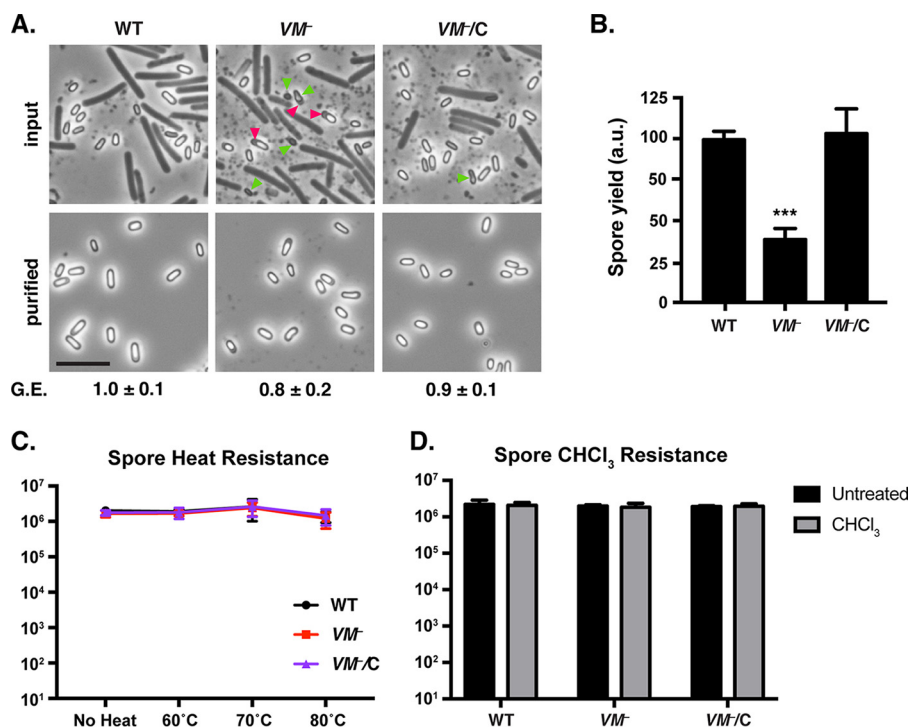 A.
WT
VM⁻
VM⁻/C
input
purified
G.E.
1.0 ± 0.1
0.8 ± 0.2
0.9 ± 0.1
B.
Spore yield (a.u.)
125
100
50
50
25
0
***
WT
VM⁻
VM⁻/C
C.
Spore Heat Resistance
10⁷
10⁶
10⁵
10⁴
10³
10²
10¹
No Heat
60˚C
70˚C
80˚C
WT
VM⁻
VM⁻/C
D.
Spore CHCl₃ Resistance
10⁷
10⁶
10⁵
10⁴
10³
10²
10¹
WT
VM⁻
VM⁻/C
Untreated
CHCl₃